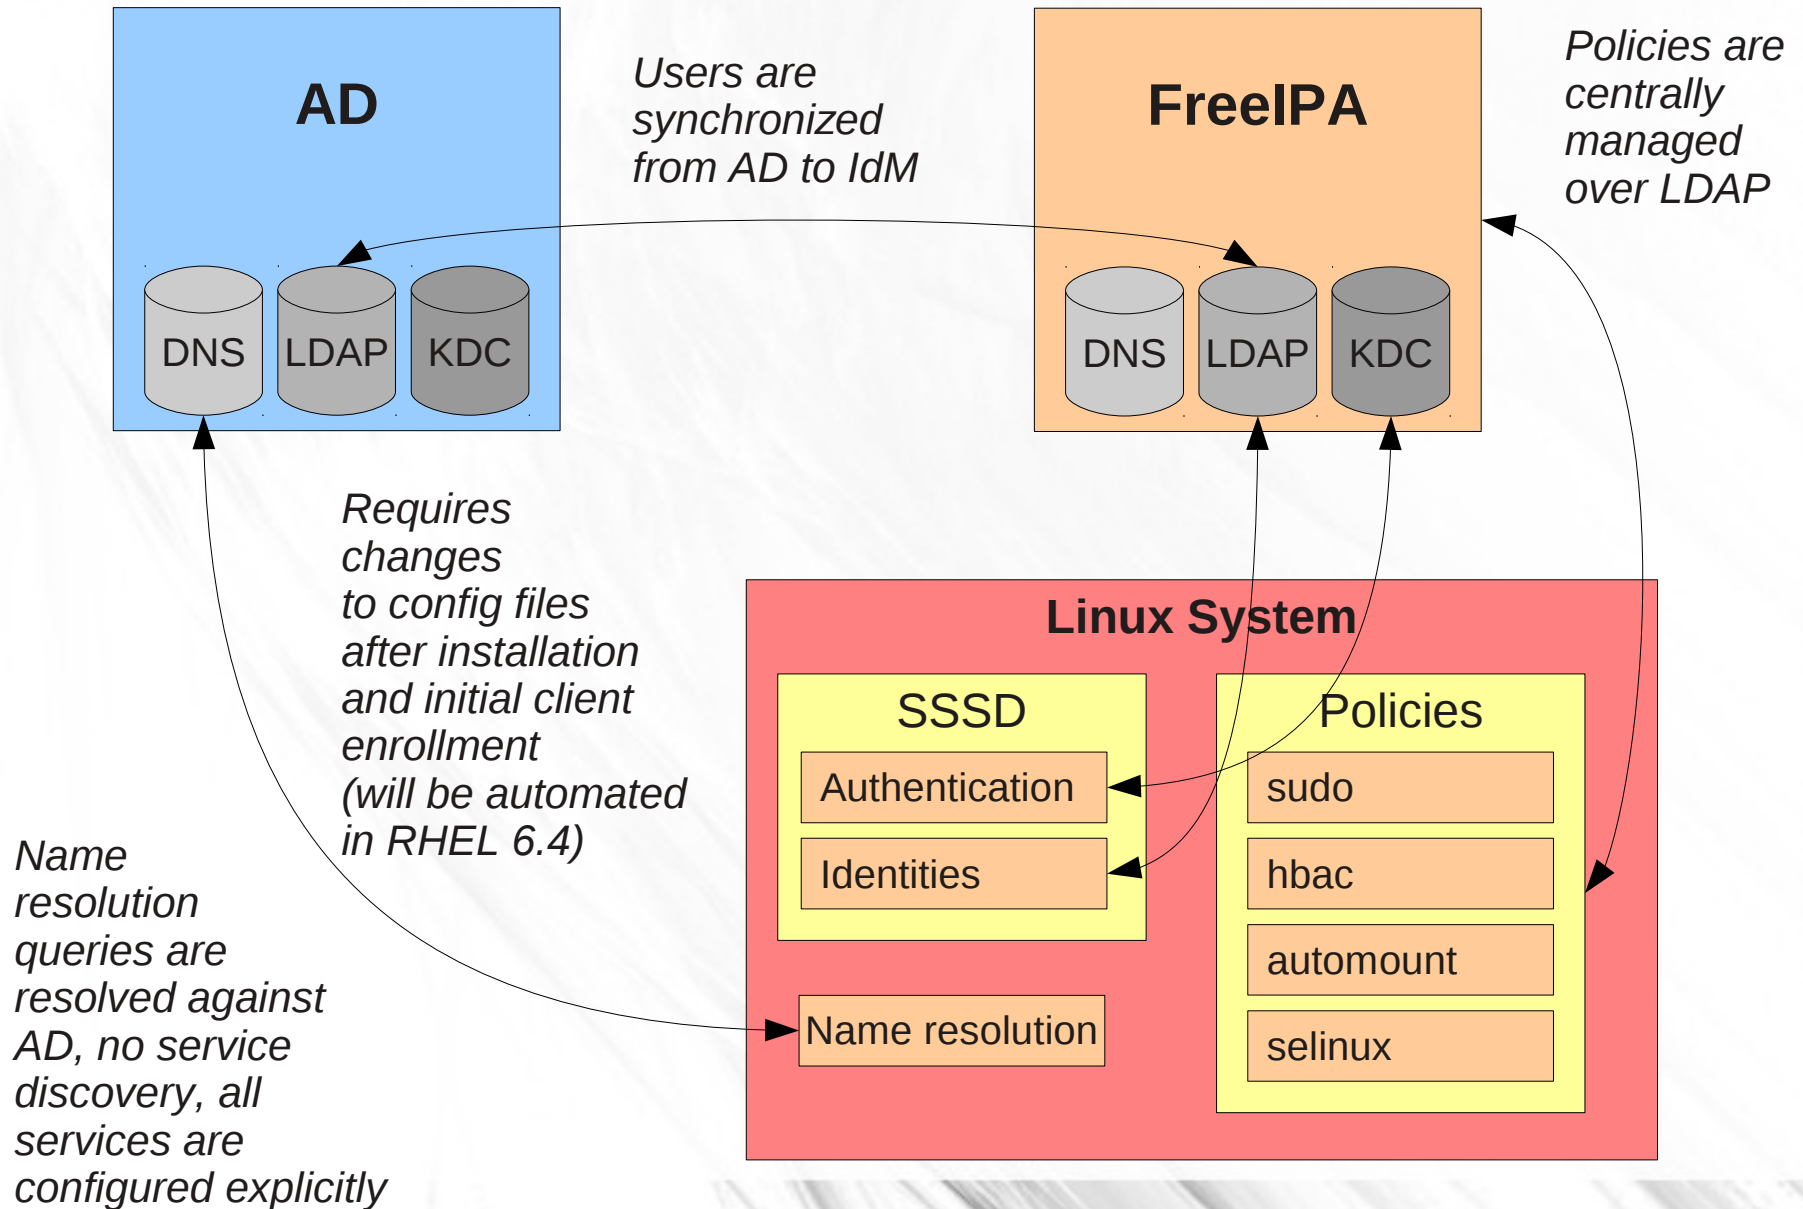 AD
Users are
synchronized
from AD to IdM
FreeIPA
Policies are
centrally
managed
over LDAP
DNS
LDAP
KDC
DNS
LDAP
KDC
Requires
changes
to config files
after installation
and initial client
enrollment
(will be automated
in RHEL 6.4)
Name
resolution
queries are
resolved against
AD, no service
discovery, all
services are
configured explicitly
Linux System
SSSD
Authentication
Identities
Name resolution
Policies
sudo
hbac
automount
selinux